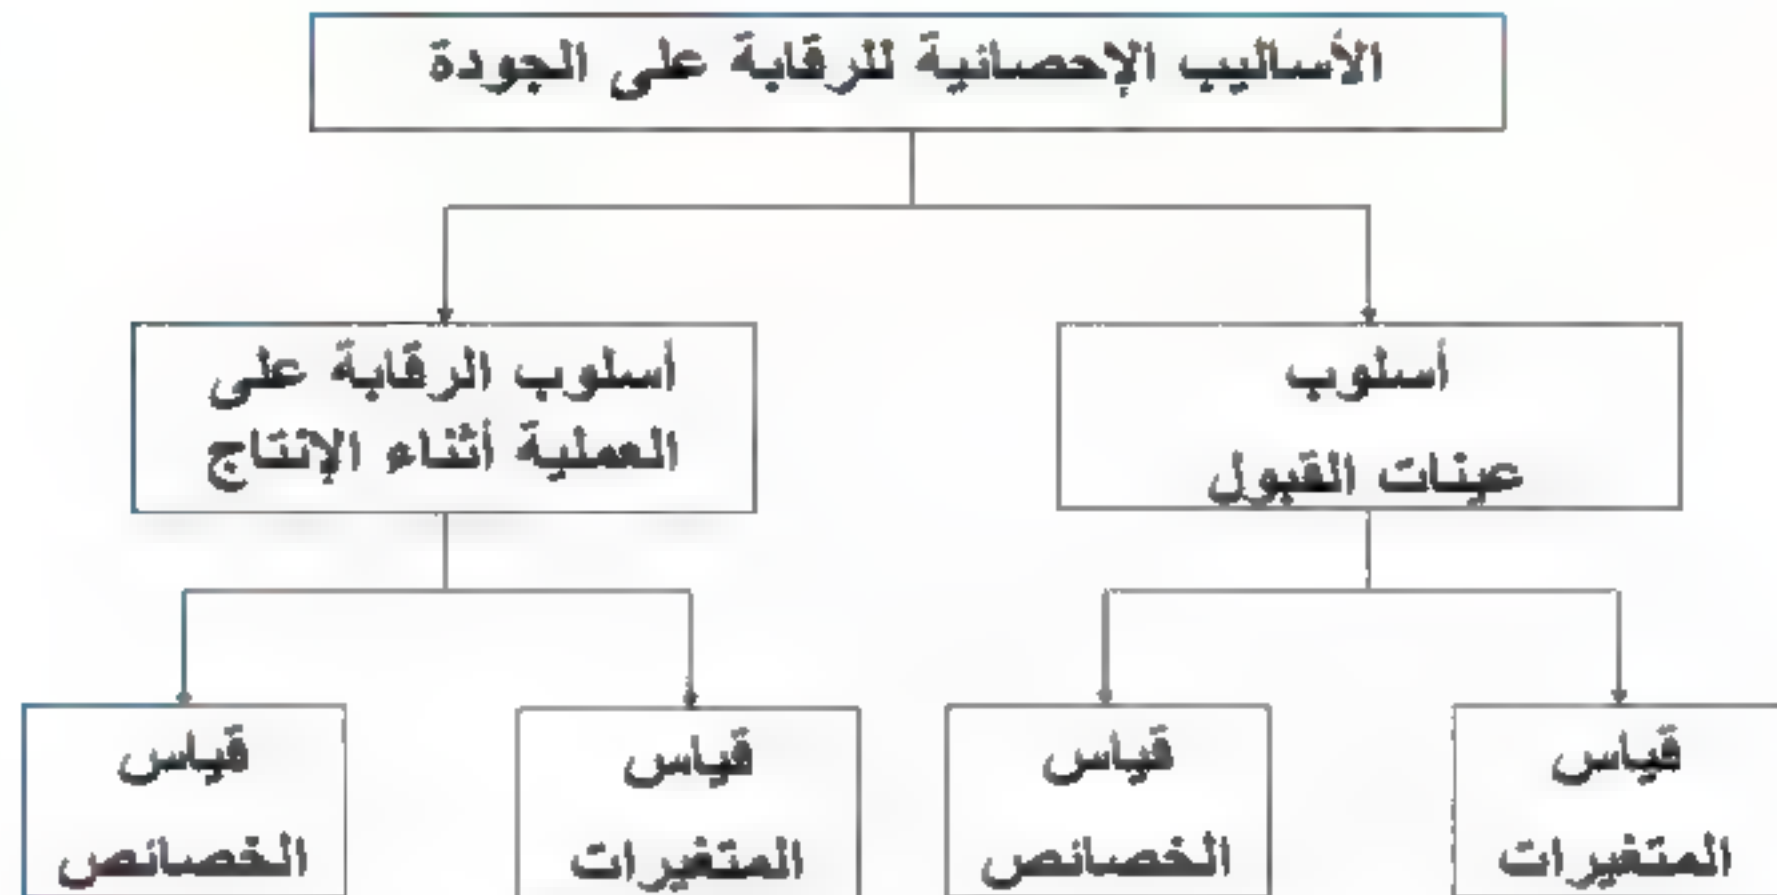 الأساليب الإحصائية للرقابة على الجودة
أسلوب
عينات القبول
أسلوب الرقابة على
العملية أثناء الإنتاج
قياس
المتغيرات
قياس
الخصائص
قياس
المتغيرات
قياس
الخصائص